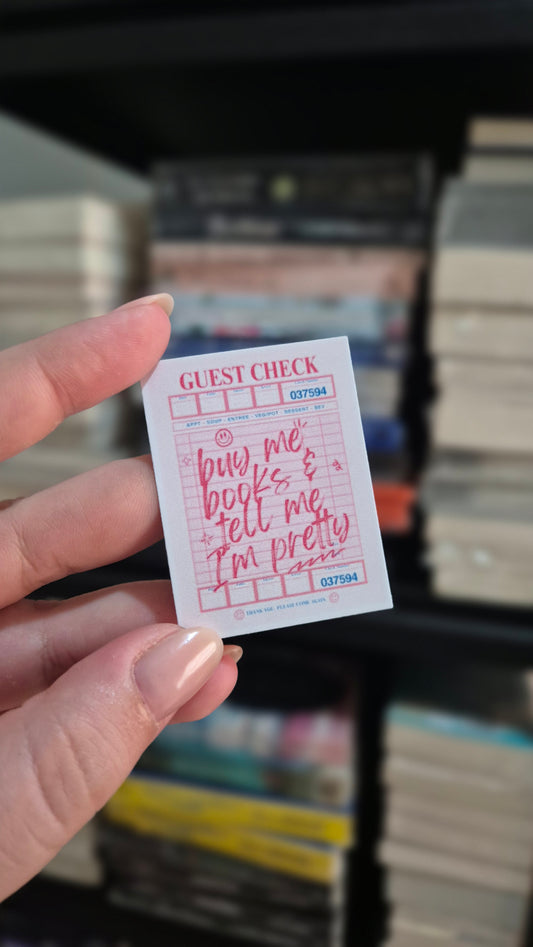 GUEST CHECK
037594
APPT - SOUP - ENTREE - VEG/POT - DESSERT - BEV
buy me
books &
tell me
I'm pretty
037594
THANK YOU PLEASE COME AGAIN